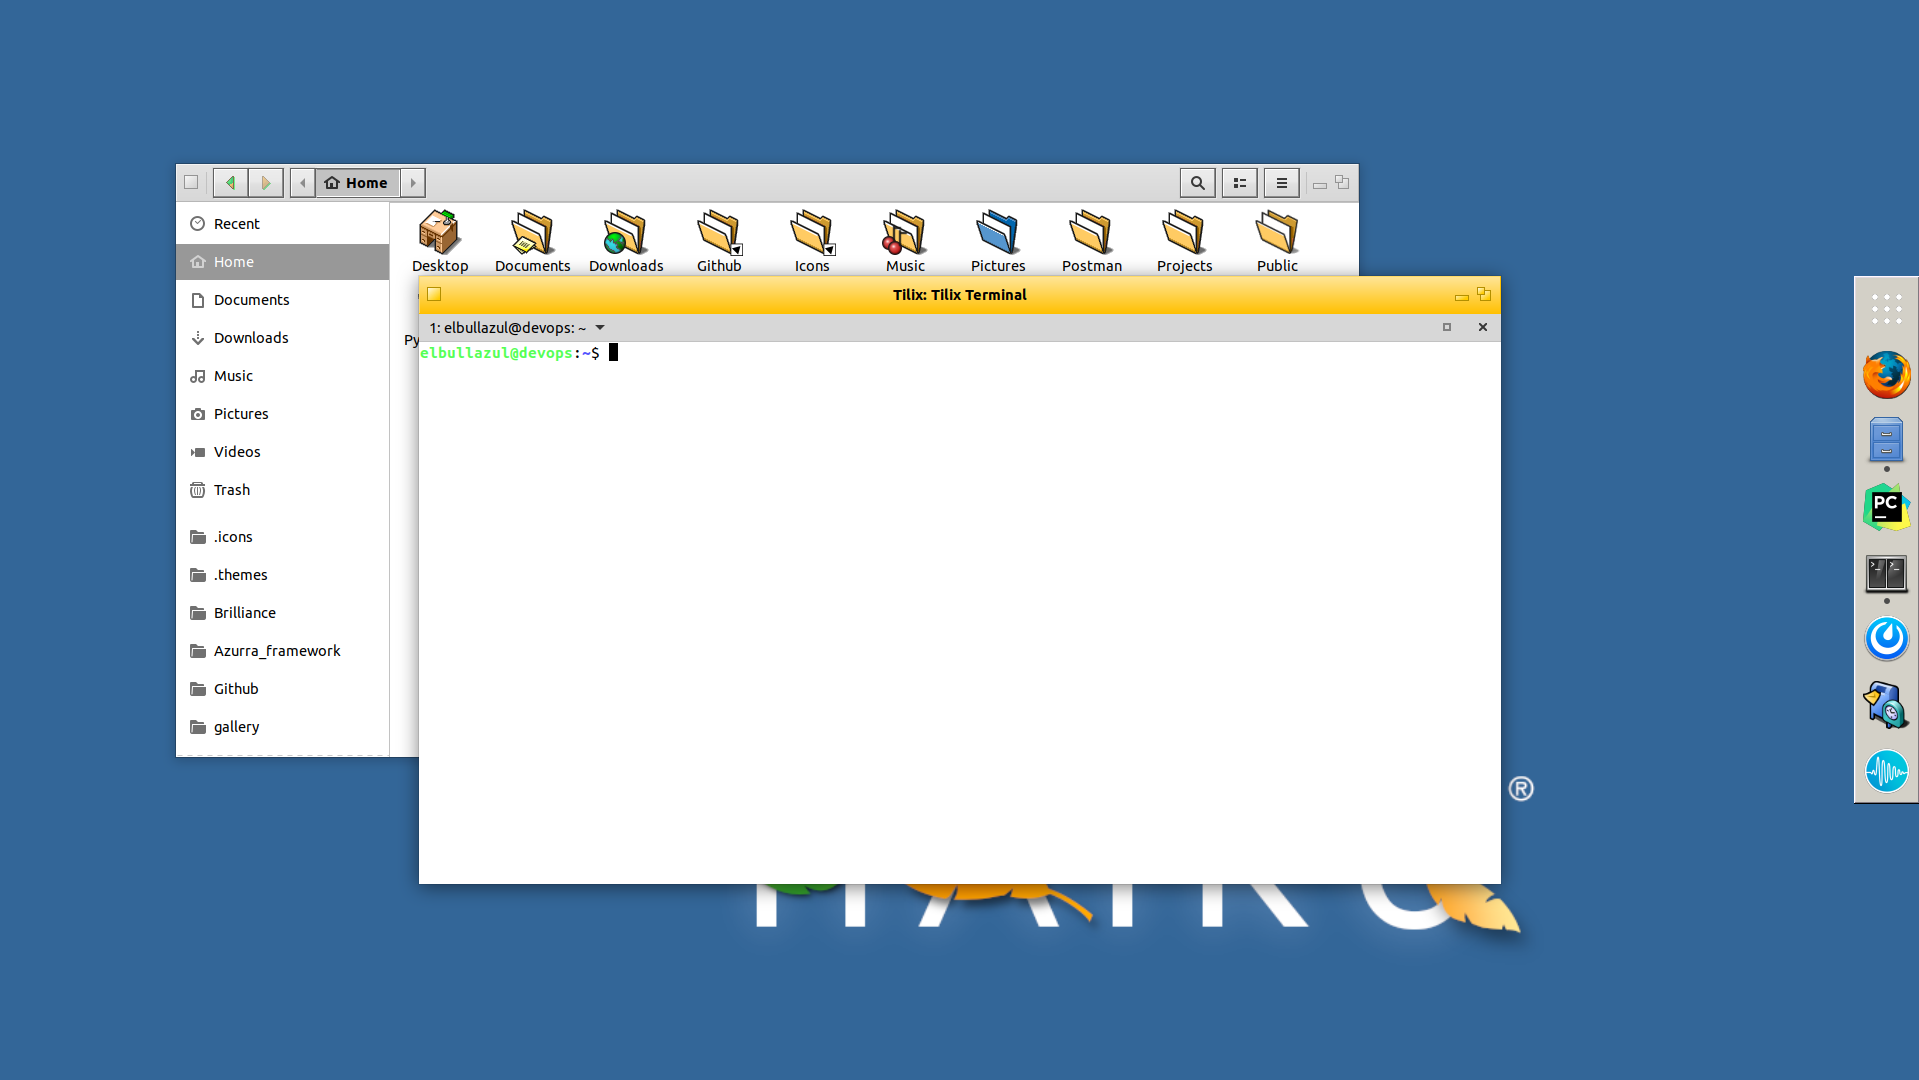 Home
Recent
Home
Documents
Downloads
Music
Pictures
Videos
Trash
.icons
.themes
Brilliance
Azurra_framework
Github
gallery
Desktop Documents Downloads Github Icons Music Pictures Postman Projects Public
Py
Tilix: Tilix Terminal
1: elbullazul@devops: ~
elbullazul@devops:~$
PC
®